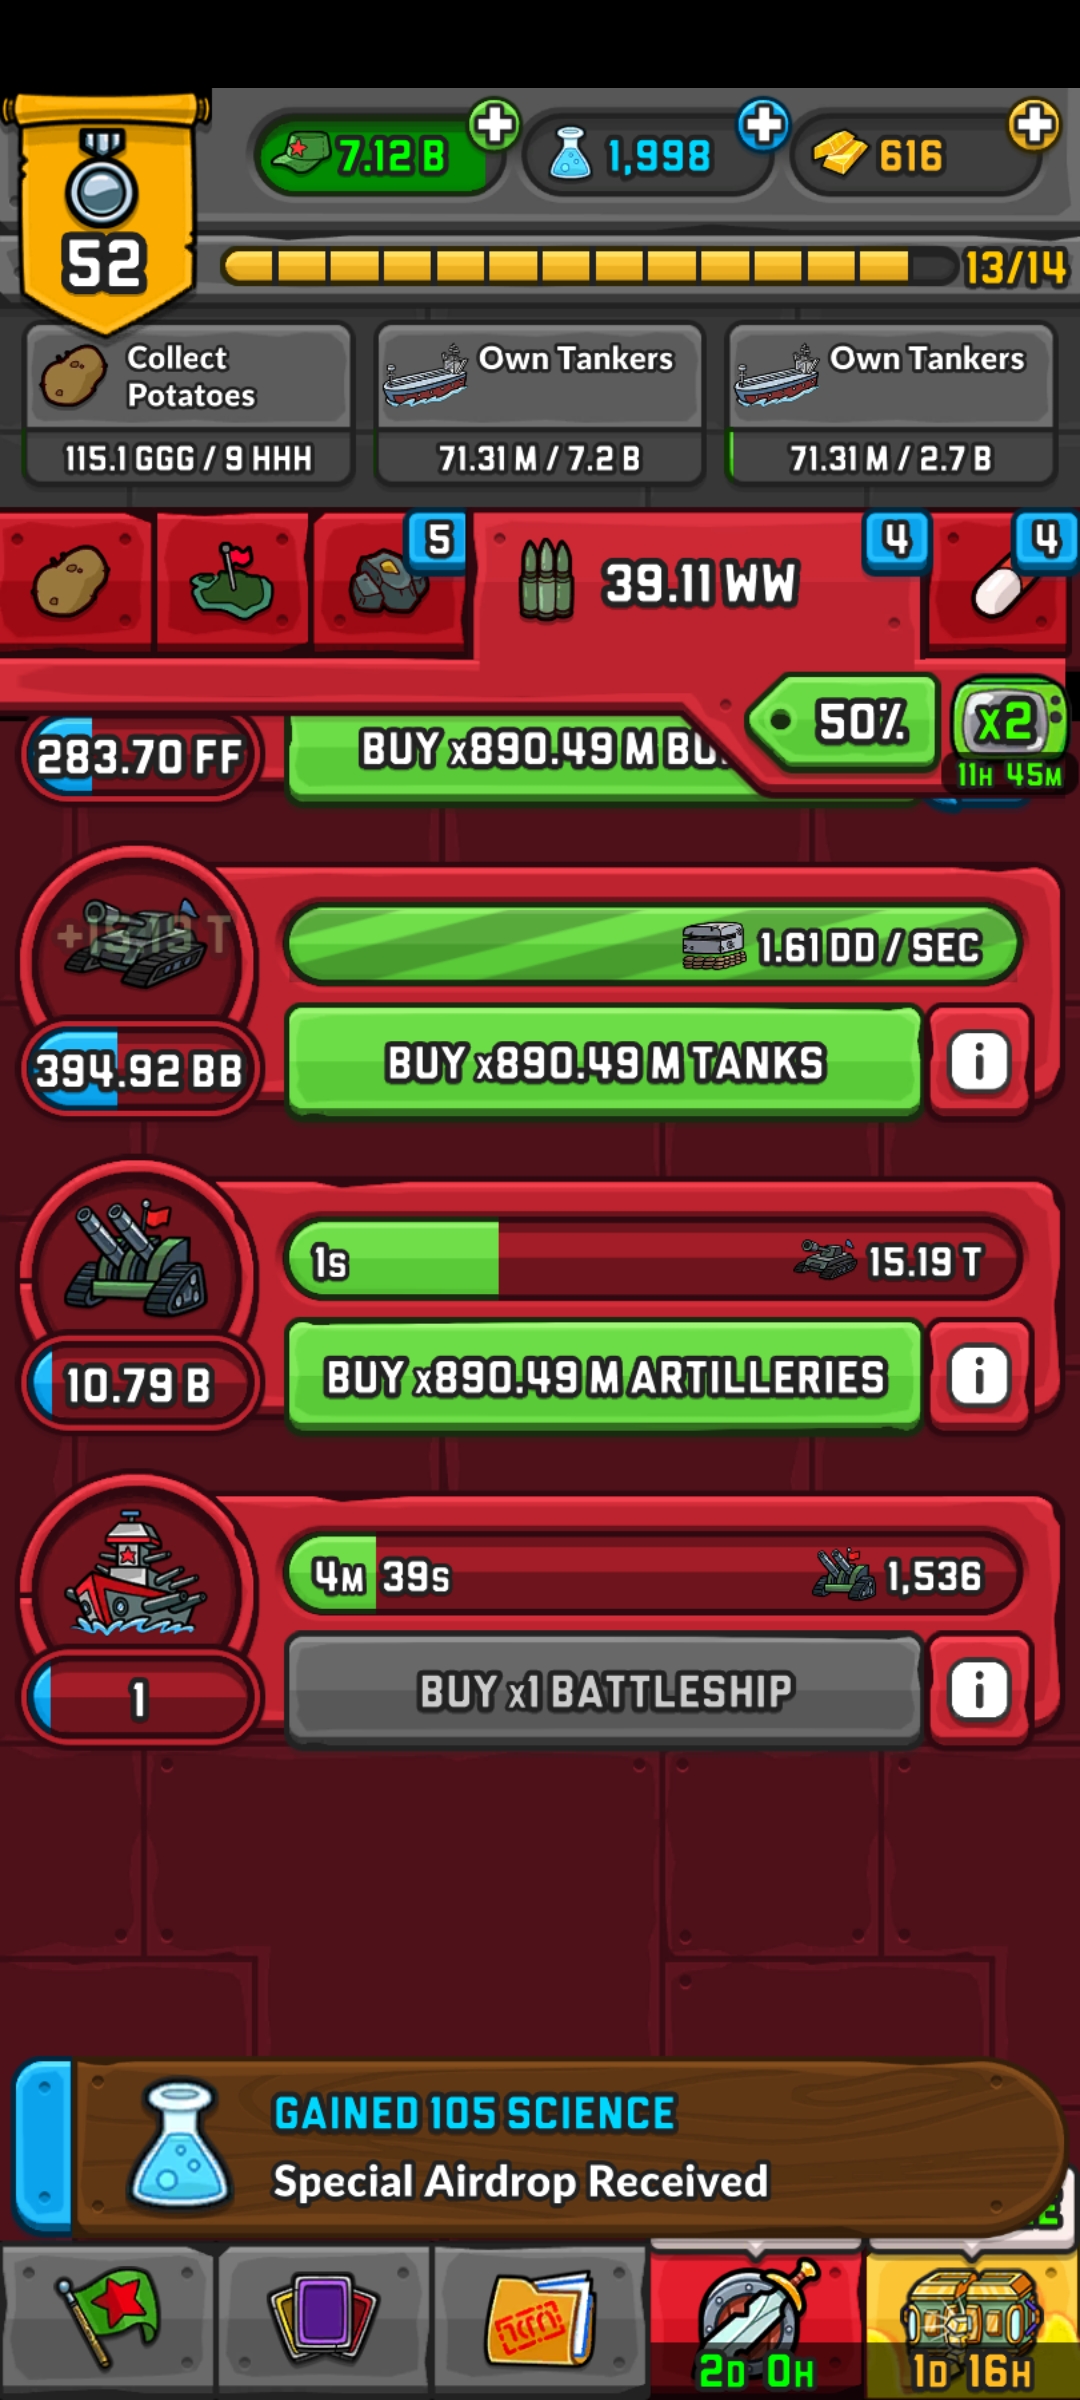 7.12 B
1,998
616
52
13/14
Collect
Potatoes
115.1 GGG / 9 HHH
Own Tankers
71.31 M / 7.2 B
Own Tankers
71.31 M / 2.7 B
5
39.11 WW
4
4
50%
x2
11H 45M
283.70 FF
BUY x890.49 M BU
+15.19 T
1.61 DD / SEC
394.92 BB
BUY x890.49 M TANKS
i
1S
15.19 T
10.79 B
BUY x890.49 M ARTILLERIES
i
4M 39S
1,536
1
BUY x1 BATTLESHIP
i
GAINED 105 SCIENCE
Special Airdrop Received
2D 0H
1D 16H